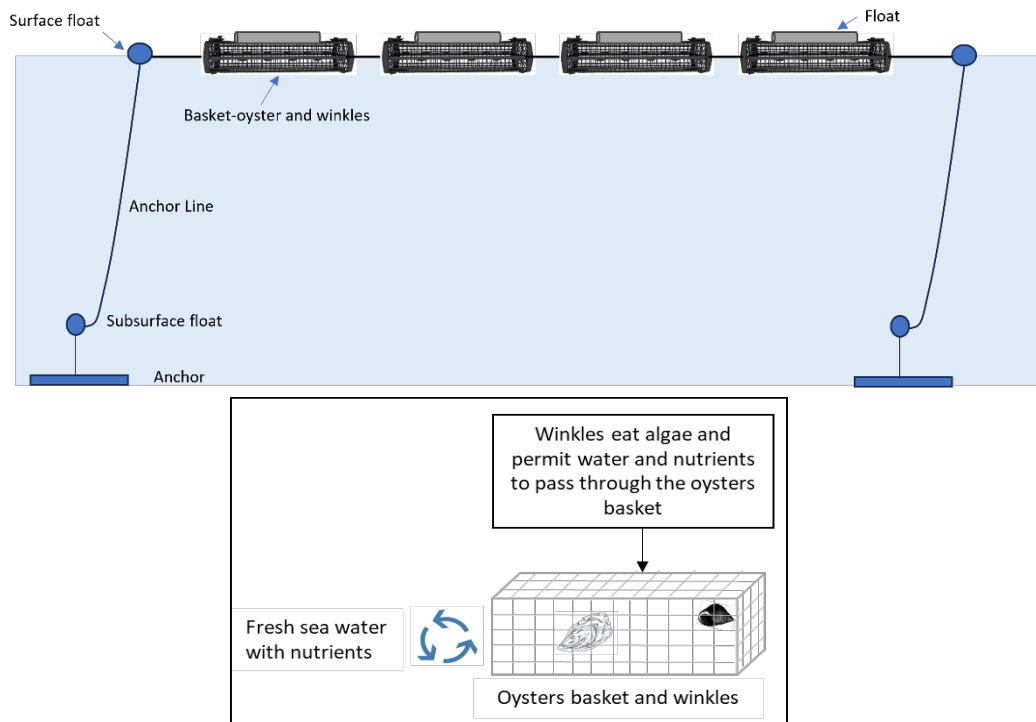 Surface float
Float
Basket-oyster and winkles
Anchor Line
Subsurface float
Anchor
Winkles eat algae and
permit water and nutrients
to pass through the oysters
basket
Fresh sea water
with nutrients
Oysters basket and winkles